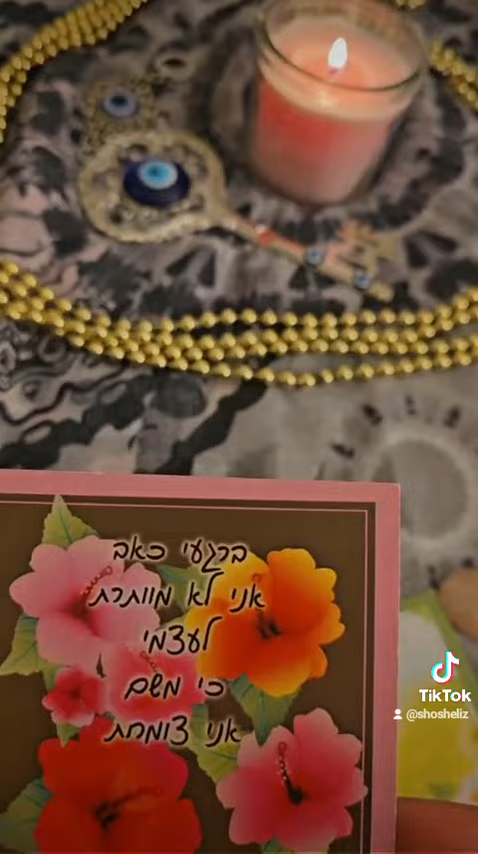 ברגעי כאב
אני לא מוותרת
לעצמי
כי משם
אני צומחת
TikTok
@shosheliz